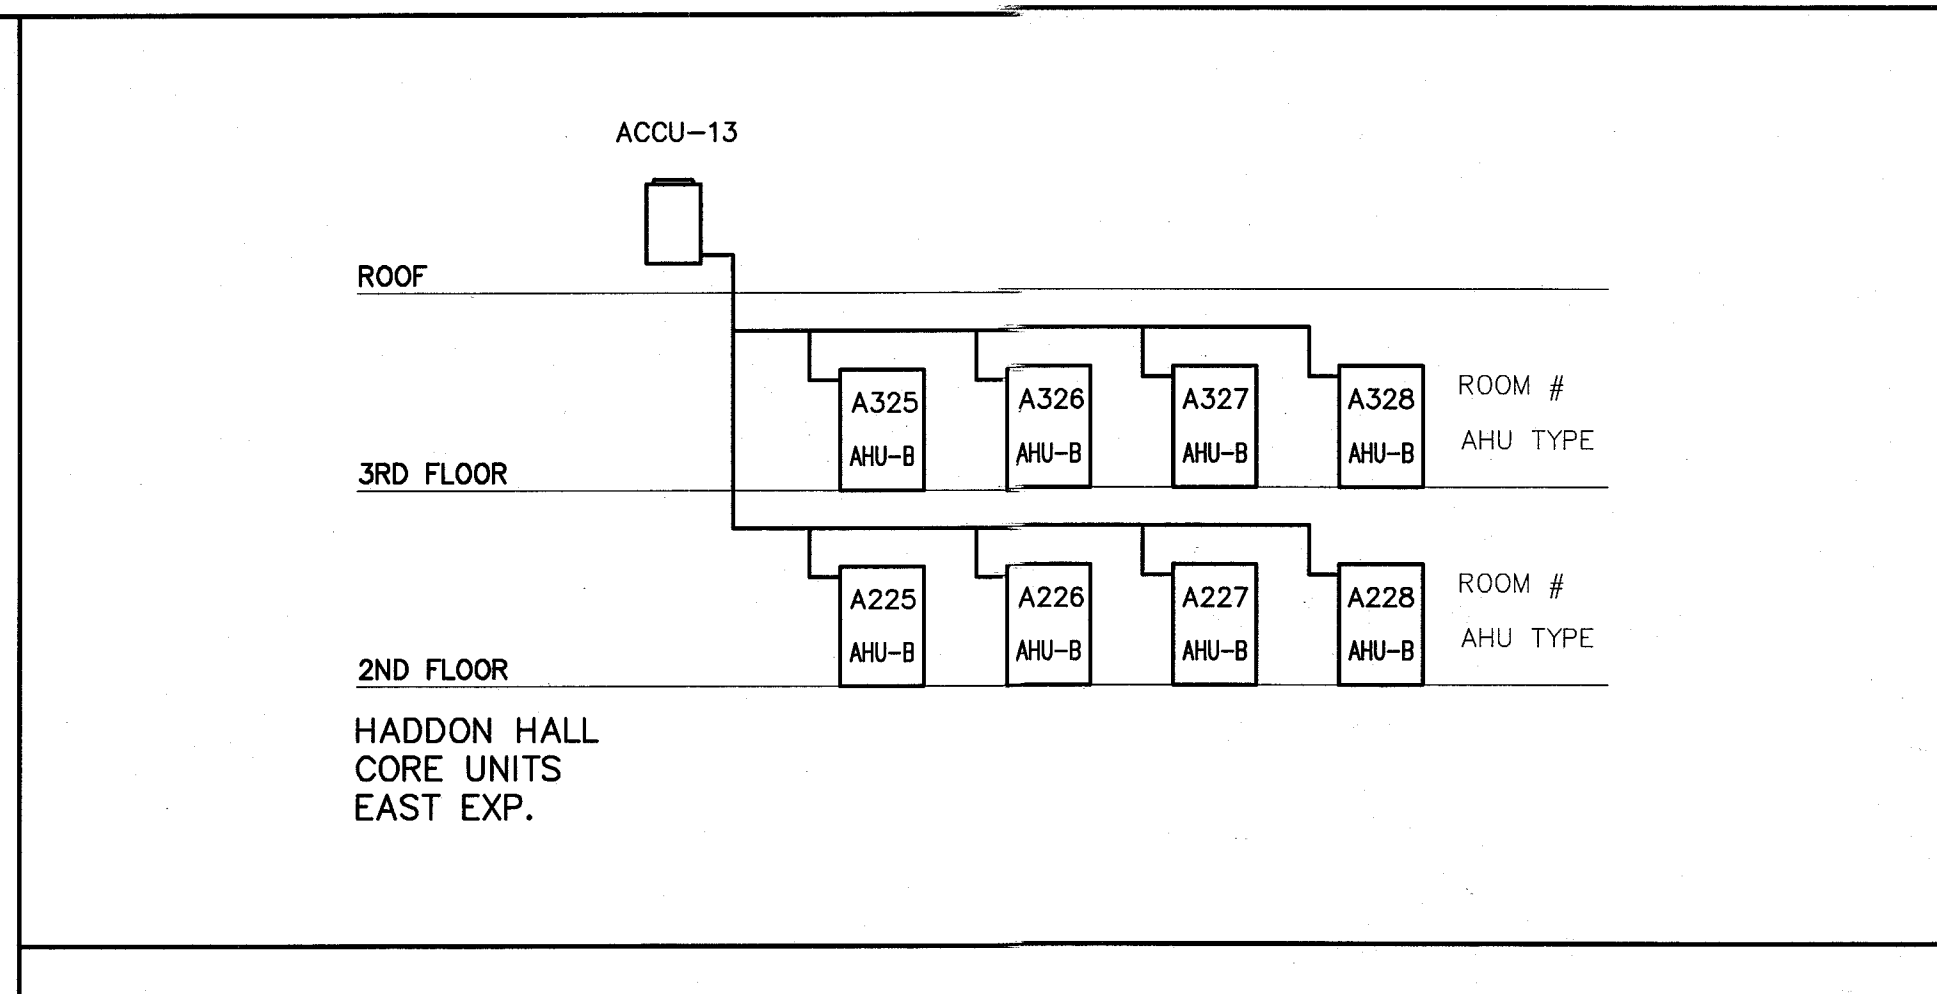 ACCU-13
ROOF
A325 A326 A327 A328 ROOM #
AHU-B AHU-B AHU-B AHU-B AHU TYPE
3RD FLOOR
A225 A226 A227 A228 ROOM #
AHU-B AHU-B AHU-B AHU-B AHU TYPE
2ND FLOOR
HADDON HALL
CORE UNITS
EAST EXP.